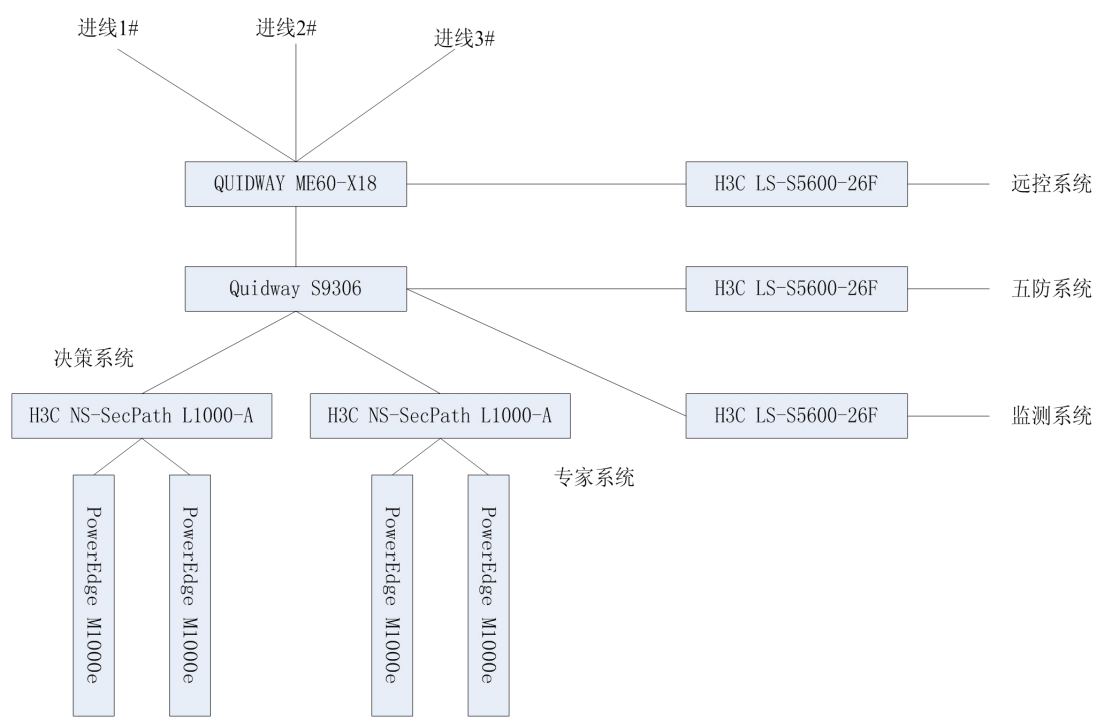 进线1#
进线2#
进线3#
QUIDWAY ME60-X18
H3C LS-S5600-26F
远控系统
Quidway S9306
H3C LS-S5600-26F
五防系统
决策系统
H3C NS-SecPath L1000-A
H3C NS-SecPath L1000-A
H3C LS-S5600-26F
监测系统
专家系统
PowerEdge M1000e
PowerEdge M1000e
PowerEdge M1000e
PowerEdge M1000e